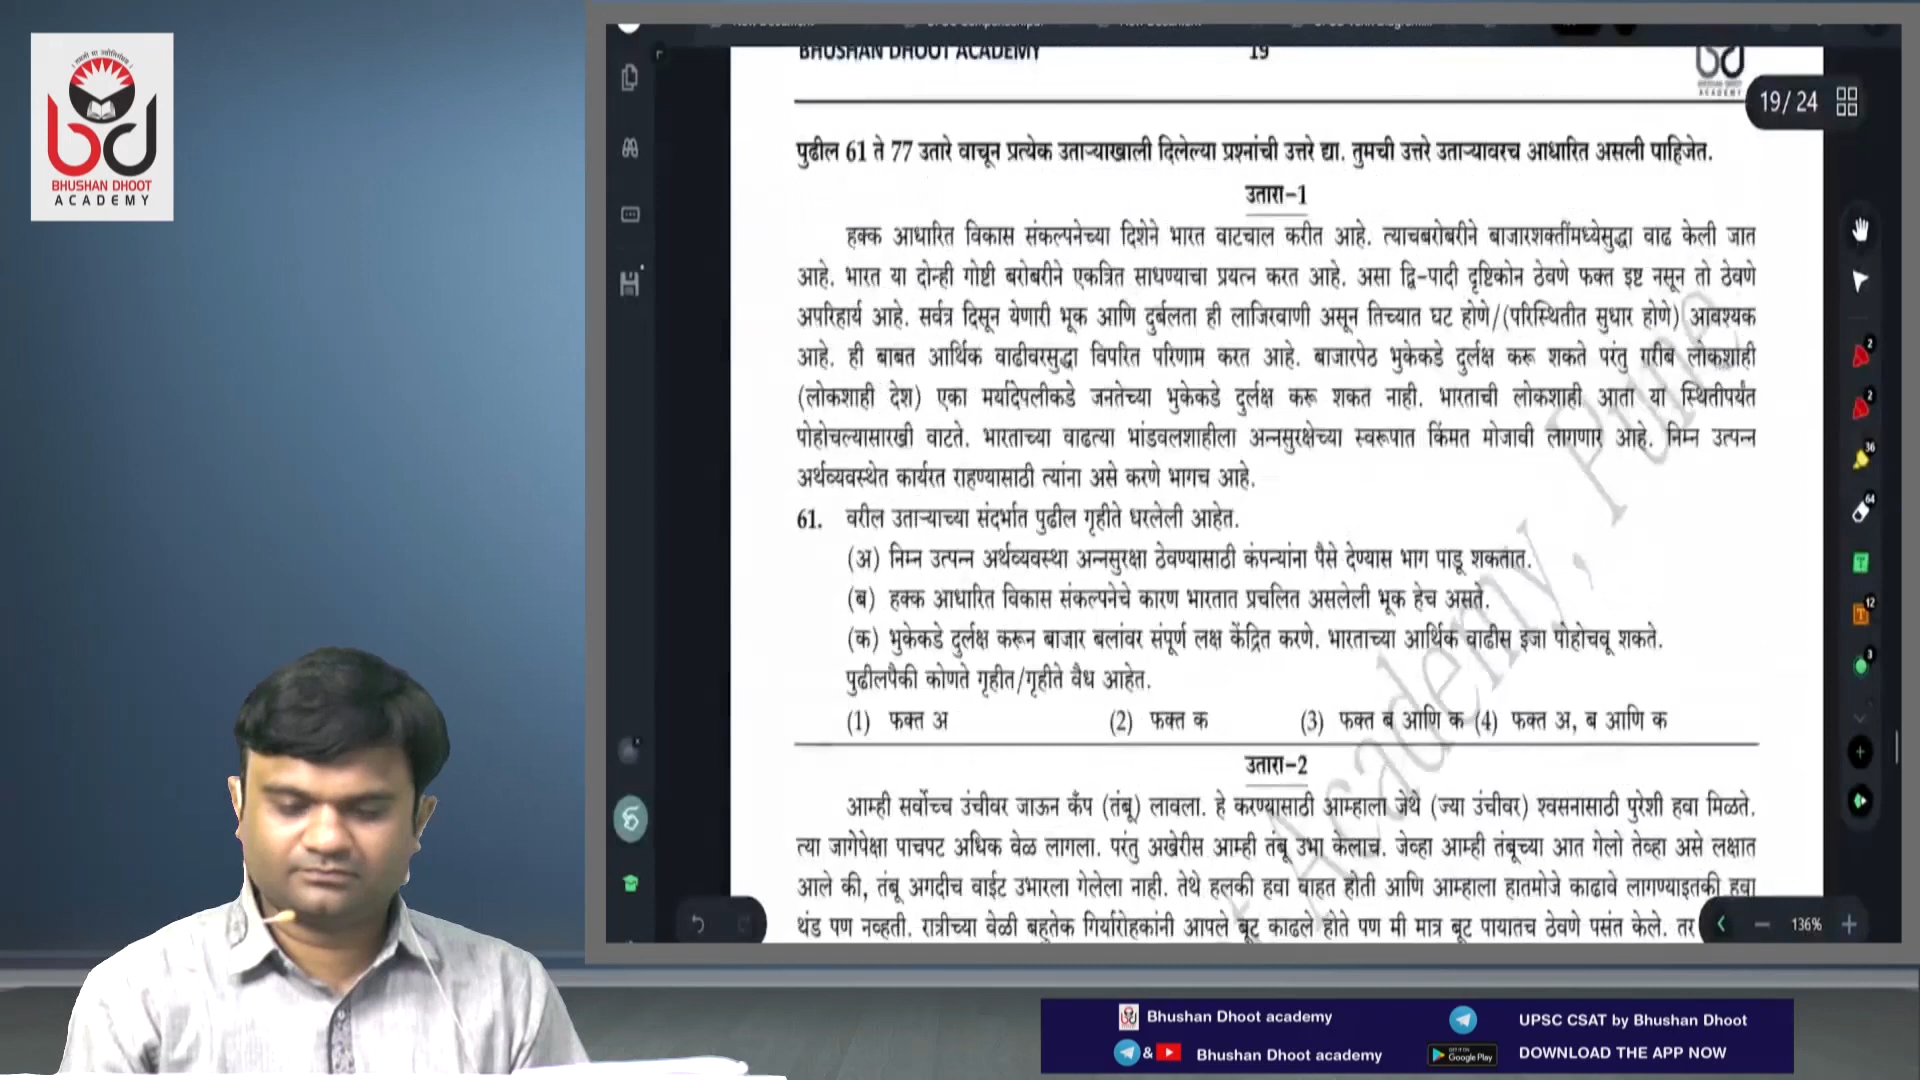 BHUSHAN DHOOT
ACADEMY
BHUSHAN DHOOT ACADEMY 19
ACADEMY
19/ 24
पुढील 61 ते 77 उतारे वाचून प्रत्येक उताऱ्याखाली दिलेल्या प्रश्नांची उत्तरे द्या. तुमची उत्तरे उताऱ्यावरच आधारित असली पाहिजेत.
उतारा-1
हक्क आधारित विकास संकल्पनेच्या दिशेने भारत वाटचाल करीत आहे. त्याचबरोबरीने बाजारशक्तींमध्येसुद्धा वाढ केली जात
आहे. भारत या दोन्ही गोष्टी बरोबरीने एकत्रित साधण्याचा प्रयत्न करत आहे. असा द्वि-पादी दृष्टिकोन ठेवणे फक्त इष्ट नसून तो ठेवणे
अपरिहार्य आहे. सर्वत्र दिसून येणारी भूक आणि दुर्बलता ही लाजिरवाणी असून तिच्यात घट होणे/(परिस्थितीत सुधार होणे) आवश्यक
आहे. ही बाबत आर्थिक वाढीवरसुद्धा विपरित परिणाम करत आहे. बाजारपेठ भुकेकडे दुर्लक्ष करू शकते परंतु गरीब लोकशाही
(लोकशाही देश) एका मर्यादेपलीकडे जनतेच्या भुकेकडे दुर्लक्ष करू शकत नाही. भारताची लोकशाही आता या स्थितीपर्यंत
पोहोचल्यासारखी वाटते. भारताच्या वाढत्या भांडवलशाहीला अन्नसुरक्षेच्या स्वरूपात किंमत मोजावी लागणार आहे. निम्न उत्पन्न
अर्थव्यवस्थेत कार्यरत राहण्यासाठी त्यांना असे करणे भागच आहे.
61. वरील उताऱ्याच्या संदर्भात पुढील गृहीते धरलेली आहेत.
(अ) निम्न उत्पन्न अर्थव्यवस्था अन्नसुरक्षा ठेवण्यासाठी कंपन्यांना पैसे देण्यास भाग पाडू शकतात.
(ब) हक्क आधारित विकास संकल्पनेचे कारण भारतात प्रचलित असलेली भूक हेच असते.
(क) भुकेकडे दुर्लक्ष करून बाजार बलांवर संपूर्ण लक्ष केंद्रित करणे. भारताच्या आर्थिक वाढीस इजा पोहोचवू शकते.
पुढीलपैकी कोणते गृहीत/गृहीते वैध आहेत.
(1) फक्त अ (2) फक्त क (3) फक्त ब आणि क (4) फक्त अ, ब आणि क
उतारा-2
आम्ही सर्वोच्च उंचीवर जाऊन कँप (तंबू) लावला. हे करण्यासाठी आम्हाला जेथे (ज्या उंचीवर) श्वसनासाठी पुरेशी हवा मिळते.
त्या जागेपेक्षा पाचपट अधिक वेळ लागला. परंतु अखेरीस आम्ही तंबू उभा केलाच. जेव्हा आम्ही तंबूच्या आत गेलो तेव्हा असे लक्षात
आले की, तंबू अगदीच वाईट उभारला गेलेला नाही. तेथे हलकी हवा वाहत होती आणि आम्हाला हातमोजे काढावे लागण्याइतकी हवा
थंड पण नव्हती. रात्रीच्या वेळी बहुतेक गिर्यारोहकांनी आपले बूट काढले होते पण मी मात्र बूट पायातच ठेवणे पसंत केले. तर
Academy, Pune
136%
Bhushan Dhoot academy
UPSC CSAT by Bhushan Dhoot
& Bhushan Dhoot academy
Google Play
DOWNLOAD THE APP NOW